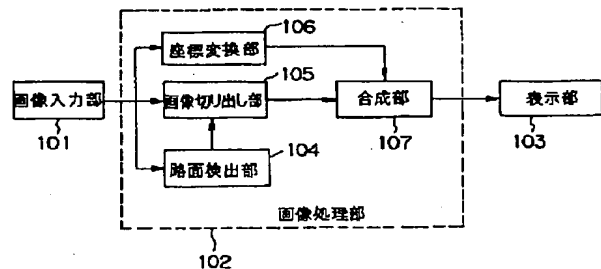 106
座標変換部
105
画像入力部
画像切り出し部
合成部
表示部
101
107
103
104
路面検出部
画像処理部
102